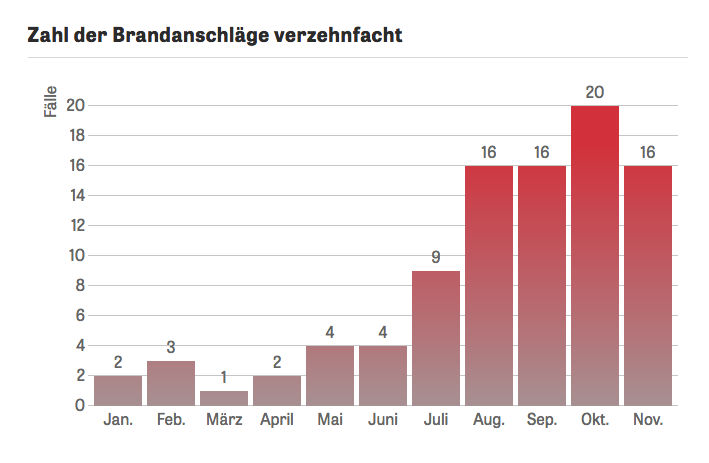 Zahl der Brandanschläge verzehnfacht
Fälle
20
18
16
14
12
10
8
6
4
2
0
2
3
1
2
4
4
9
16
16
20
16
Jan.
Feb.
März
April
Mai
Juni
Juli
Aug.
Sep.
Okt.
Nov.